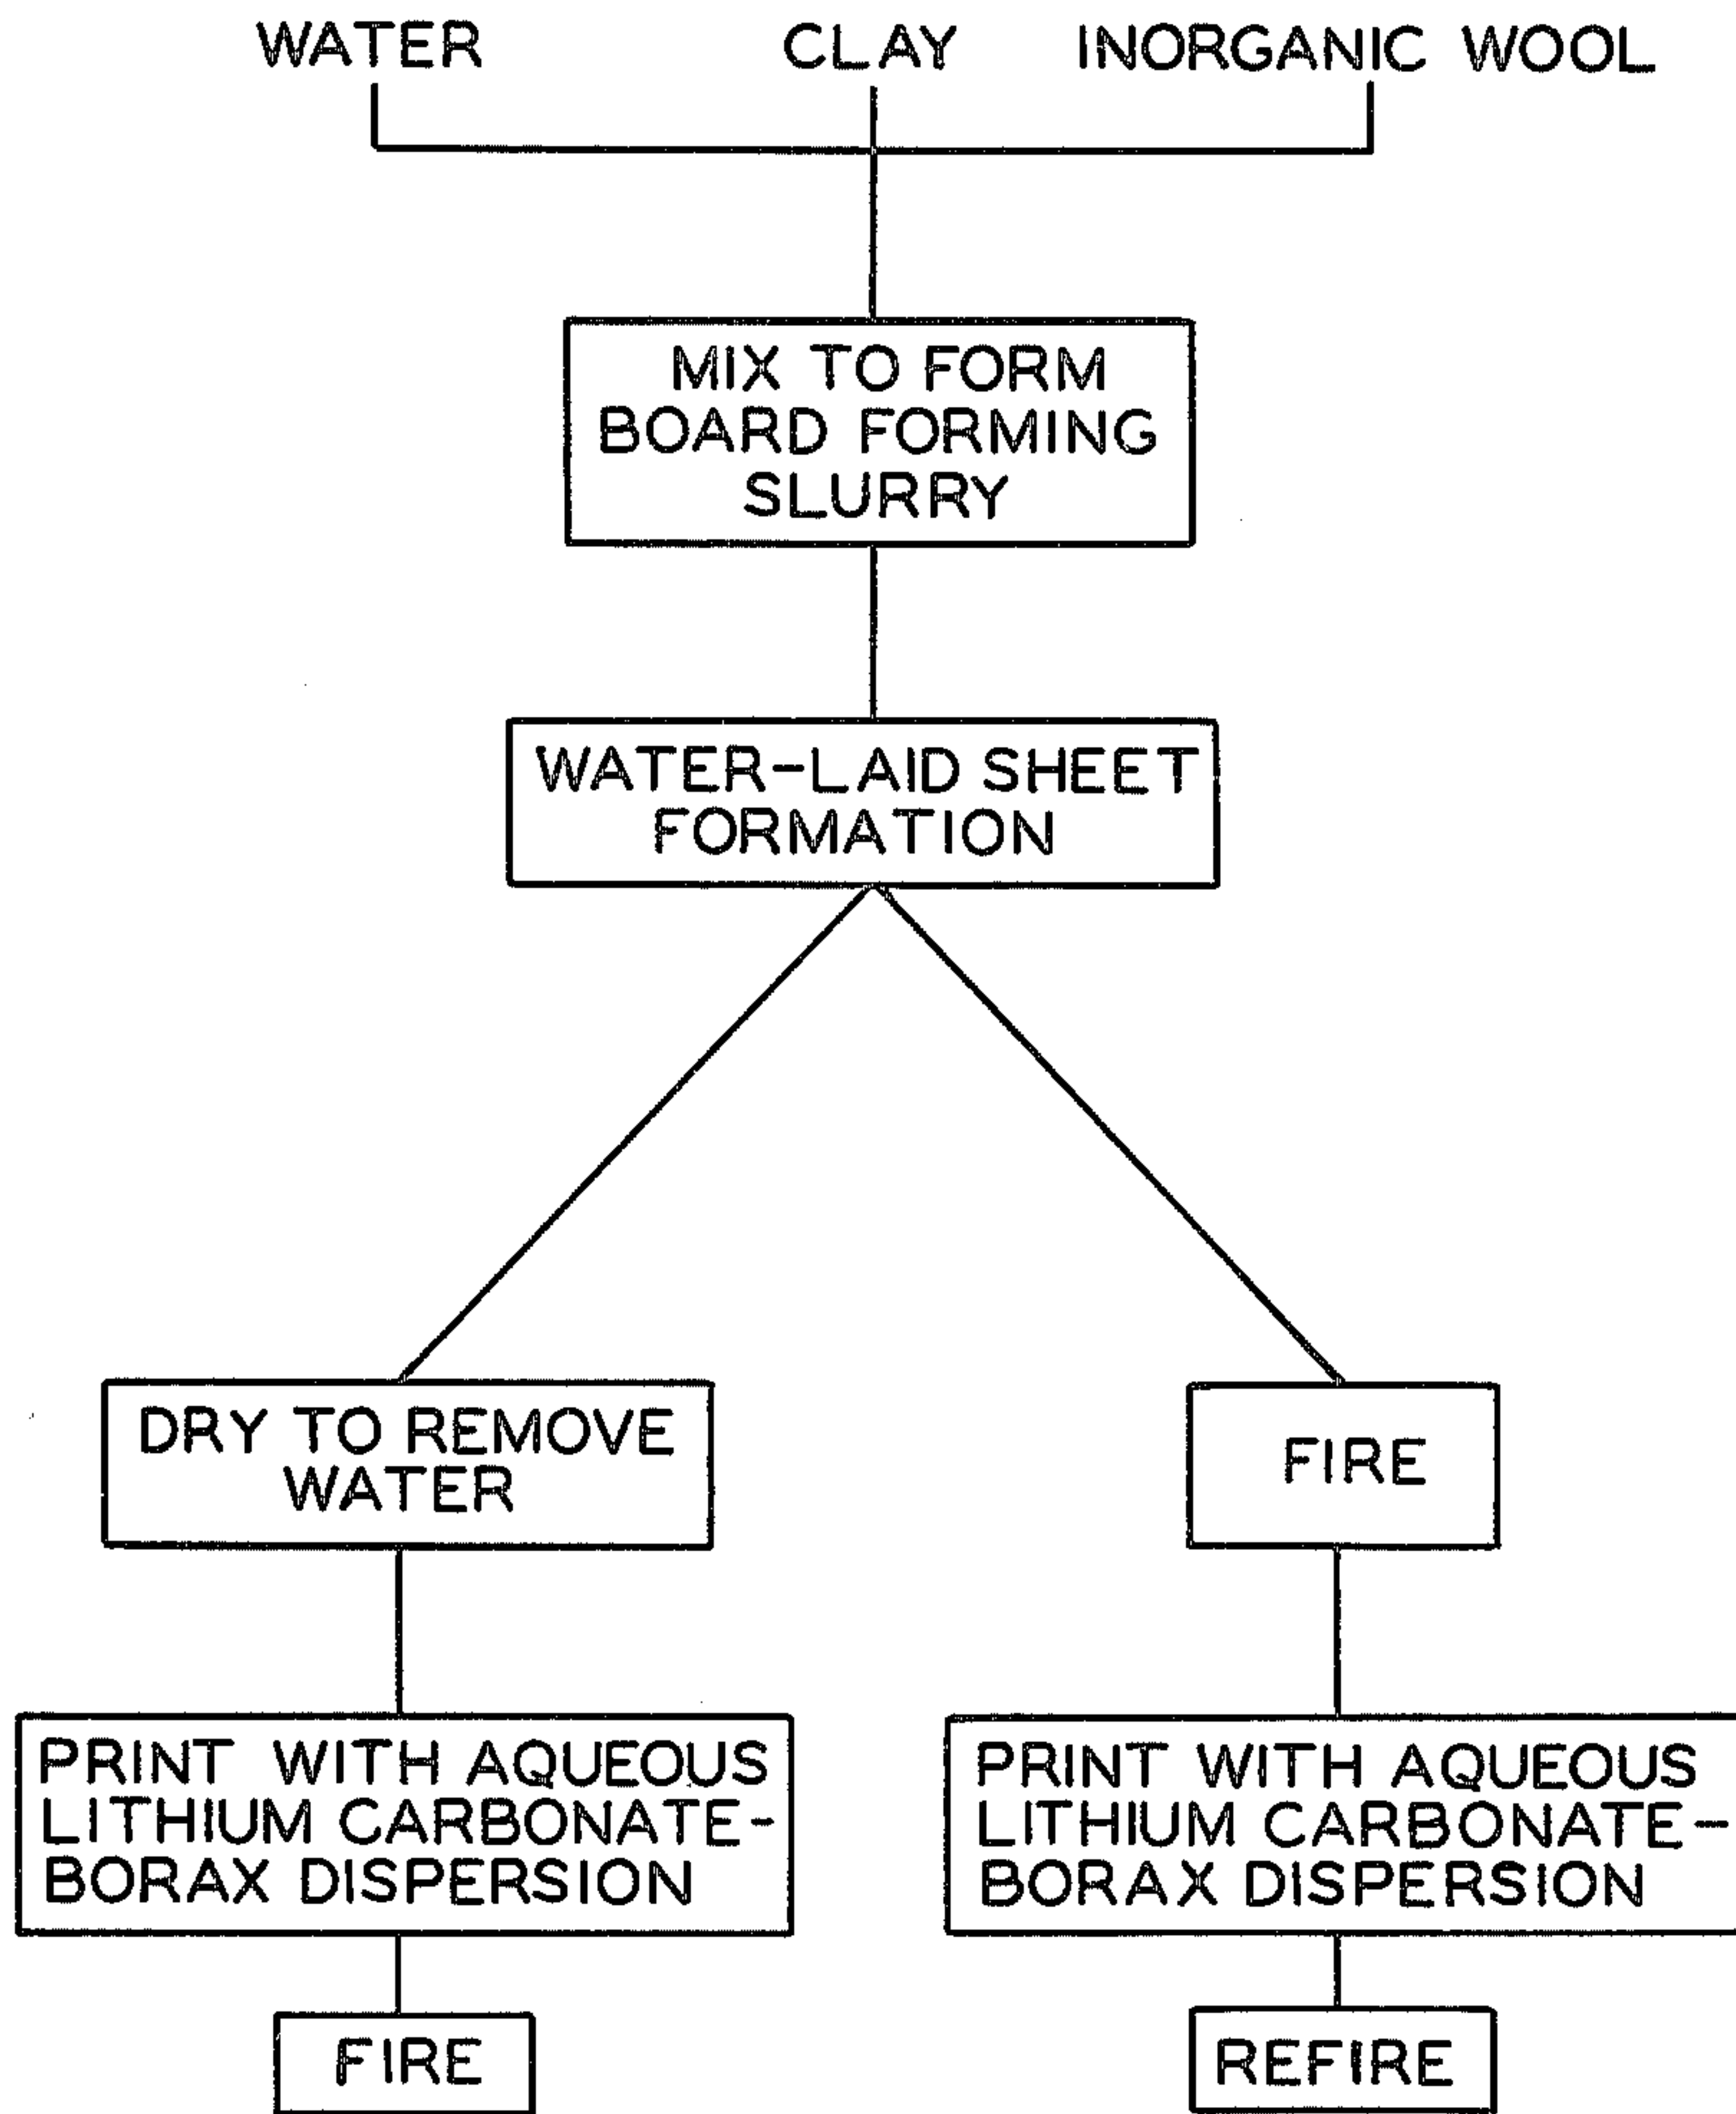 WATER
CLAY
INORGANIC WOOL
MIX TO FORM
BOARD FORMING
SLURRY
WATER-LAID SHEET
FORMATION
DRY TO REMOVE
WATER
FIRE
PRINT WITH AQUEOUS
LITHIUM CARBONATE-
BORAX DISPERSION
PRINT WITH AQUEOUS
LITHIUM CARBONATE-
BORAX DISPERSION
FIRE
REFIRE